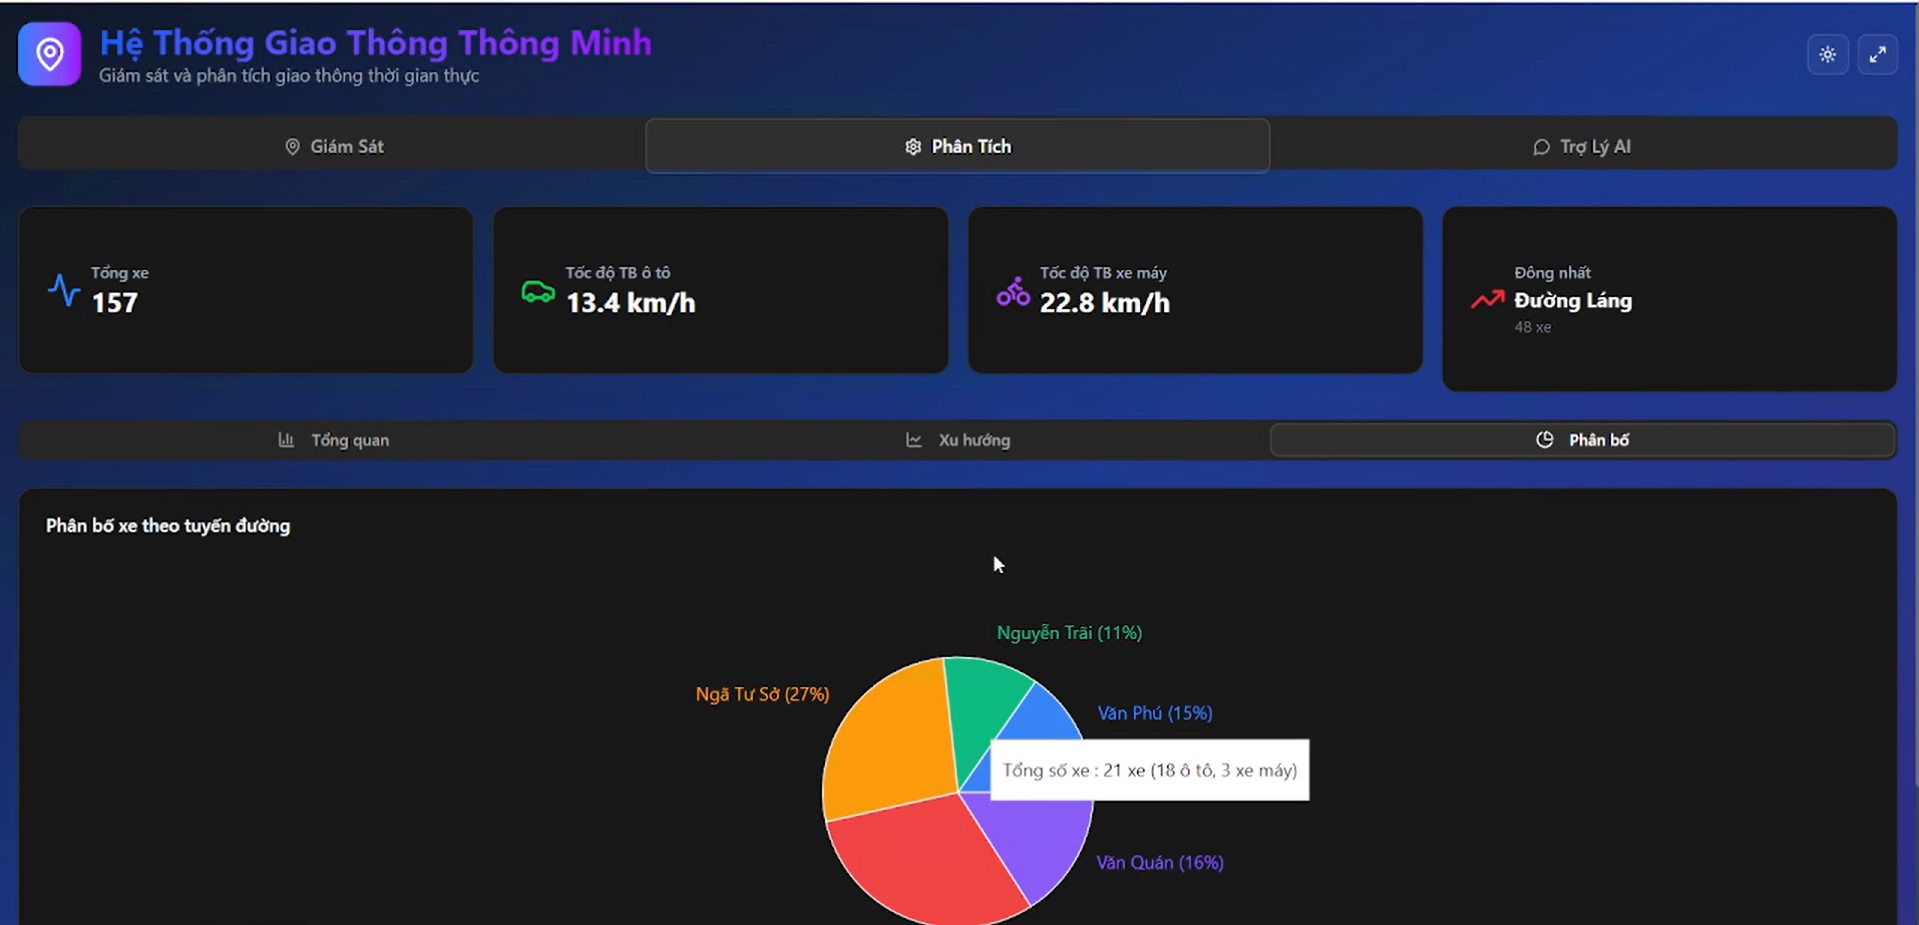 Hệ Thống Giao Thông Thông Minh
Giám sát và phân tích giao thông thời gian thực
Giám Sát
Phân Tích
Trợ Lý AI
Tổng xe
157
Tốc độ TB ô tô
13.4 km/h
Tốc độ TB xe máy
22.8 km/h
Đông nhất
Đường Láng
48 xe
Tổng quan
Xu hướng
Phân bố
Phân bố xe theo tuyến đường
Nguyễn Trãi (11%)
Ngã Tư Sở (27%)
Văn Phú (15%)
Tổng số xe : 21 xe (18 ô tô, 3 xe máy)
Văn Quán (16%)